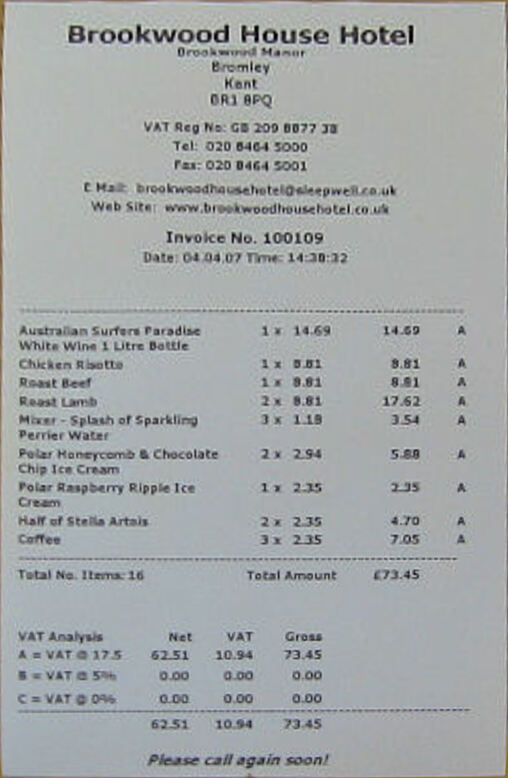 Brookwood House Hotel
Brookwood Manor
Bromley
Kent
BR1 8PQ
VAT Reg No: GB 209 8877 38
Tel: 020 8464 5000
Fax: 020 8464 5001
E Mail: brookwoodhousehotel@sleepwell.co.uk
Web Site: www.brookwoodhousehotel.co.uk
Invoice No. 100109
Date: 04.04.07 Time: 14:38:32
Australian Surfers Paradise 1 x 14.69 14.69 A
White Wine 1 Litre Bottle
Chicken Risotto 1 x 8.81 8.81 A
Roast Beef 1 x 8.81 8.81 A
Roast Lamb 2 x 8.81 17.62 A
Mixer - Splash of Sparkling 3 x 1.18 3.54 A
Perrier Water
Polar Honeycomb & Chocolate 2 x 2.94 5.88 A
Chip Ice Cream
Polar Raspberry Ripple Ice 1 x 2.35 2.35 A
Cream
Half of Stella Artois 2 x 2.35 4.70 A
Coffee 3 x 2.35 7.05 A
Total No. Items: 16 Total Amount £73.45
VAT Analysis Net VAT Gross
A = VAT @ 17.5 62.51 10.94 73.45
B = VAT @ 5% 0.00 0.00 0.00
C = VAT @ 0% 0.00 0.00 0.00
62.51 10.94 73.45
Please call again soon!